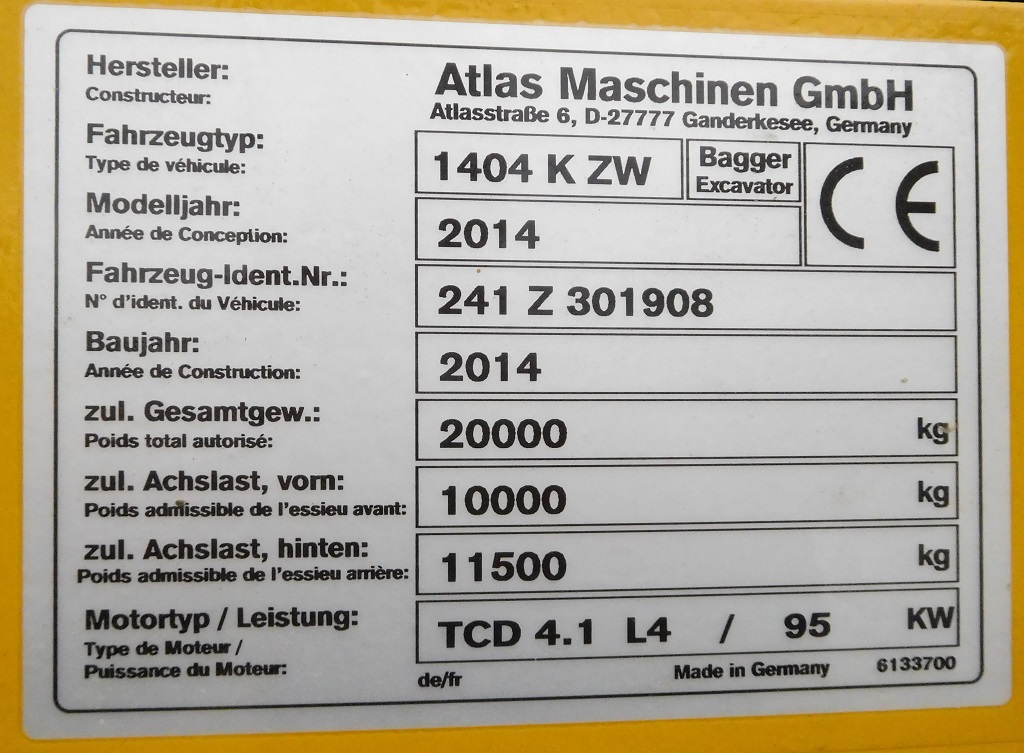 Hersteller:
Constructeur:
Atlas Maschinen GmbH
Atlasstraße 6, D-27777 Ganderkesee, Germany
Fahrzeugtyp:
Type de véhicule:
1404 K ZW
Bagger
Excavator
CE
Modelljahr:
Année de Conception:
2014
Fahrzeug-Ident.Nr.:
N° d'ident. du Véhicule:
241 Z 301908
Baujahr:
Année de Construction:
2014
zul. Gesamtgew.:
Poids total autorisé:
20000 kg
zul. Achslast, vorn:
Poids admissible de l'essieu avant:
10000 kg
zul. Achslast, hinten:
Poids admissible de l'essieu arrière:
11500 kg
Motortyp / Leistung:
Type de Moteur /
Puissance du Moteur:
TCD 4.1 L4 / 95 KW
de/fr
Made in Germany
6133700